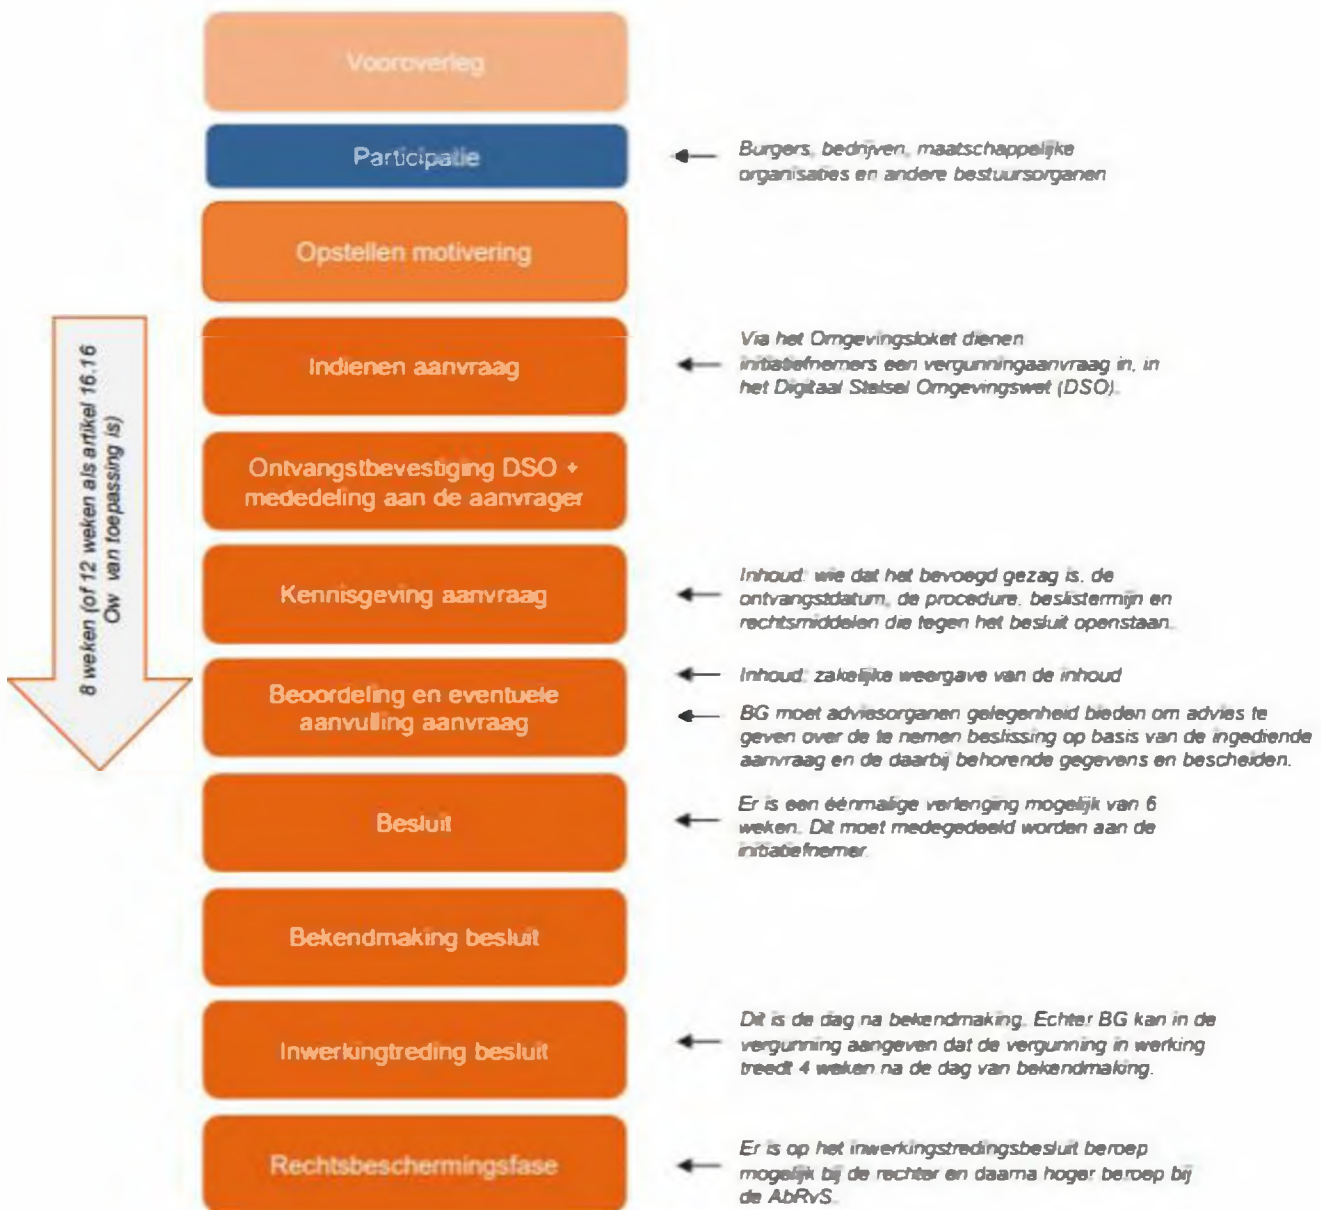 Vooroverleg
Participatie
Burgers, bedrijven, maatschappelijke
organisaties en andere bestuursorganen
Opstellen motivering
8 weken (of 12 weken als artikel 16.16
Ow van toepassing is)
Indienen aanvraag
Via het Omgevingsloket dienen
initiatiefnemers een vergunningaanvraag in, in
het Digitaal Stelsel Omgevingswet (DSO).
Ontvangstbevestiging DSO +
mededeling aan de aanvrager
Kennisgeving aanvraag
Inhoud: wie dat het bevoegd gezag is, de
ontvangstdatum, de procedure, beslistermijn en
rechtsmiddelen die tegen het besluit openstaan.
Beoordeling en eventuele
aanvulling aanvraag
Inhoud: zakelijke weergave van de inhoud
BG moet adviesorganen gelegenheid bieden om advies te
geven over de te nemen beslissing op basis van de ingediende
aanvraag en de daarbij behorende gegevens en bescheiden.
Besluit
Er is een éénmalige verlenging mogelijk van 6
weken. Dit moet medegedeeld worden aan de
initiatiefnemer.
Bekendmaking besluit
Inwerkingtreding besluit
Dit is de dag na bekendmaking. Echter BG kan in de
vergunning aangeven dat de vergunning in werking
treedt 4 weken na de dag van bekendmaking.
Rechtsbeschermingsfase
Er is op het inwerkingstredingsbesluit beroep
mogelijk bij de rechter en daarna hoger beroep bij
de AbRvS.